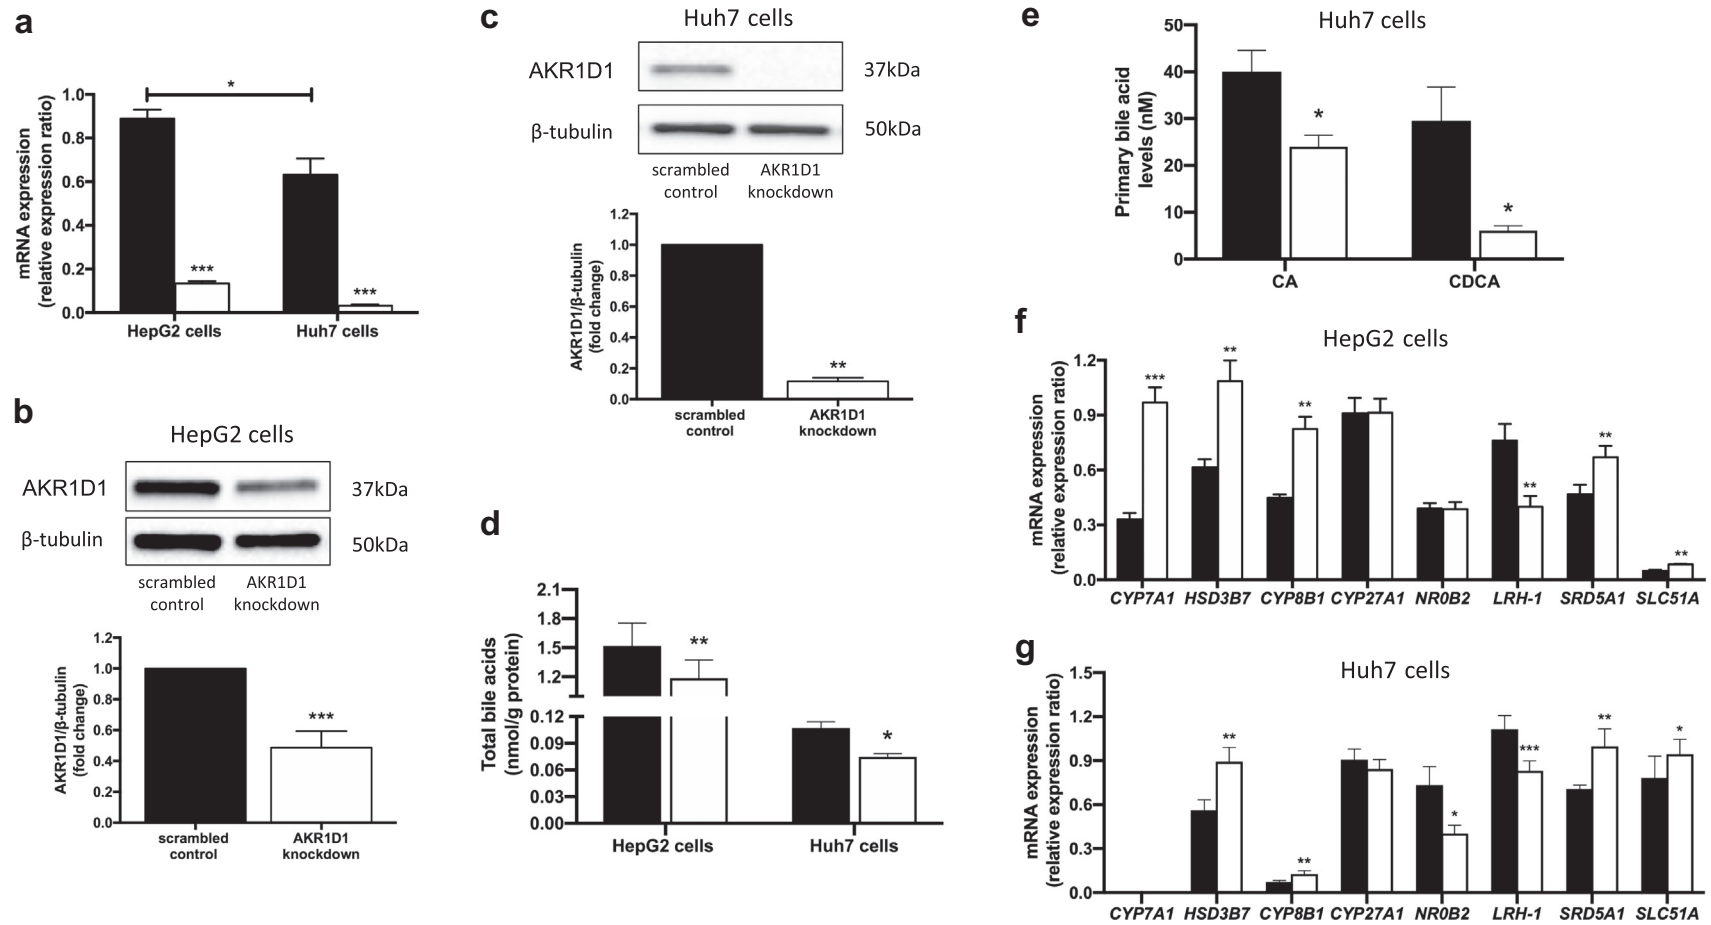 a
mRNA expression
(relative expression ratio)
1.0
0.8
0.6
0.4
0.2
0.0
*
***
***
HepG2 cells
Huh7 cells
b
HepG2 cells
AKR1D1
37kDa
β-tubulin
50kDa
scrambled
control
AKR1D1
knockdown
AKR1D1/β-tubulin
(fold change)
1.2
1.0
0.8
0.6
0.4
0.2
0.0
***
scrambled
control
AKR1D1
knockdown
c
Huh7 cells
AKR1D1
37kDa
β-tubulin
50kDa
scrambled
control
AKR1D1
knockdown
AKR1D1/β-tubulin
(fold change)
1.2
1.0
0.8
0.6
0.4
0.2
0.0
**
scrambled
control
AKR1D1
knockdown
d
Total bile acids
(nmol/g protein)
2.1
1.8
1.5
1.2
0.12
0.09
0.06
0.03
0.00
**
*
HepG2 cells
Huh7 cells
e
Huh7 cells
Primary bile acid
levels (nM)
50
40
30
20
10
0
*
*
CA
CDCA
f
HepG2 cells
mRNA expression
(relative expression ratio)
1.2
0.9
0.6
0.3
0.0
***
**
**
**
**
**
CYP7A1
HSD3B7
CYP8B1
CYP27A1
NR0B2
LRH-1
SRD5A1
SLC51A
g
Huh7 cells
mRNA expression
(relative expression ratio)
1.5
1.2
0.9
0.6
0.3
0.0
**
**
*
***
**
*
CYP7A1
HSD3B7
CYP8B1
CYP27A1
NR0B2
LRH-1
SRD5A1
SLC51A